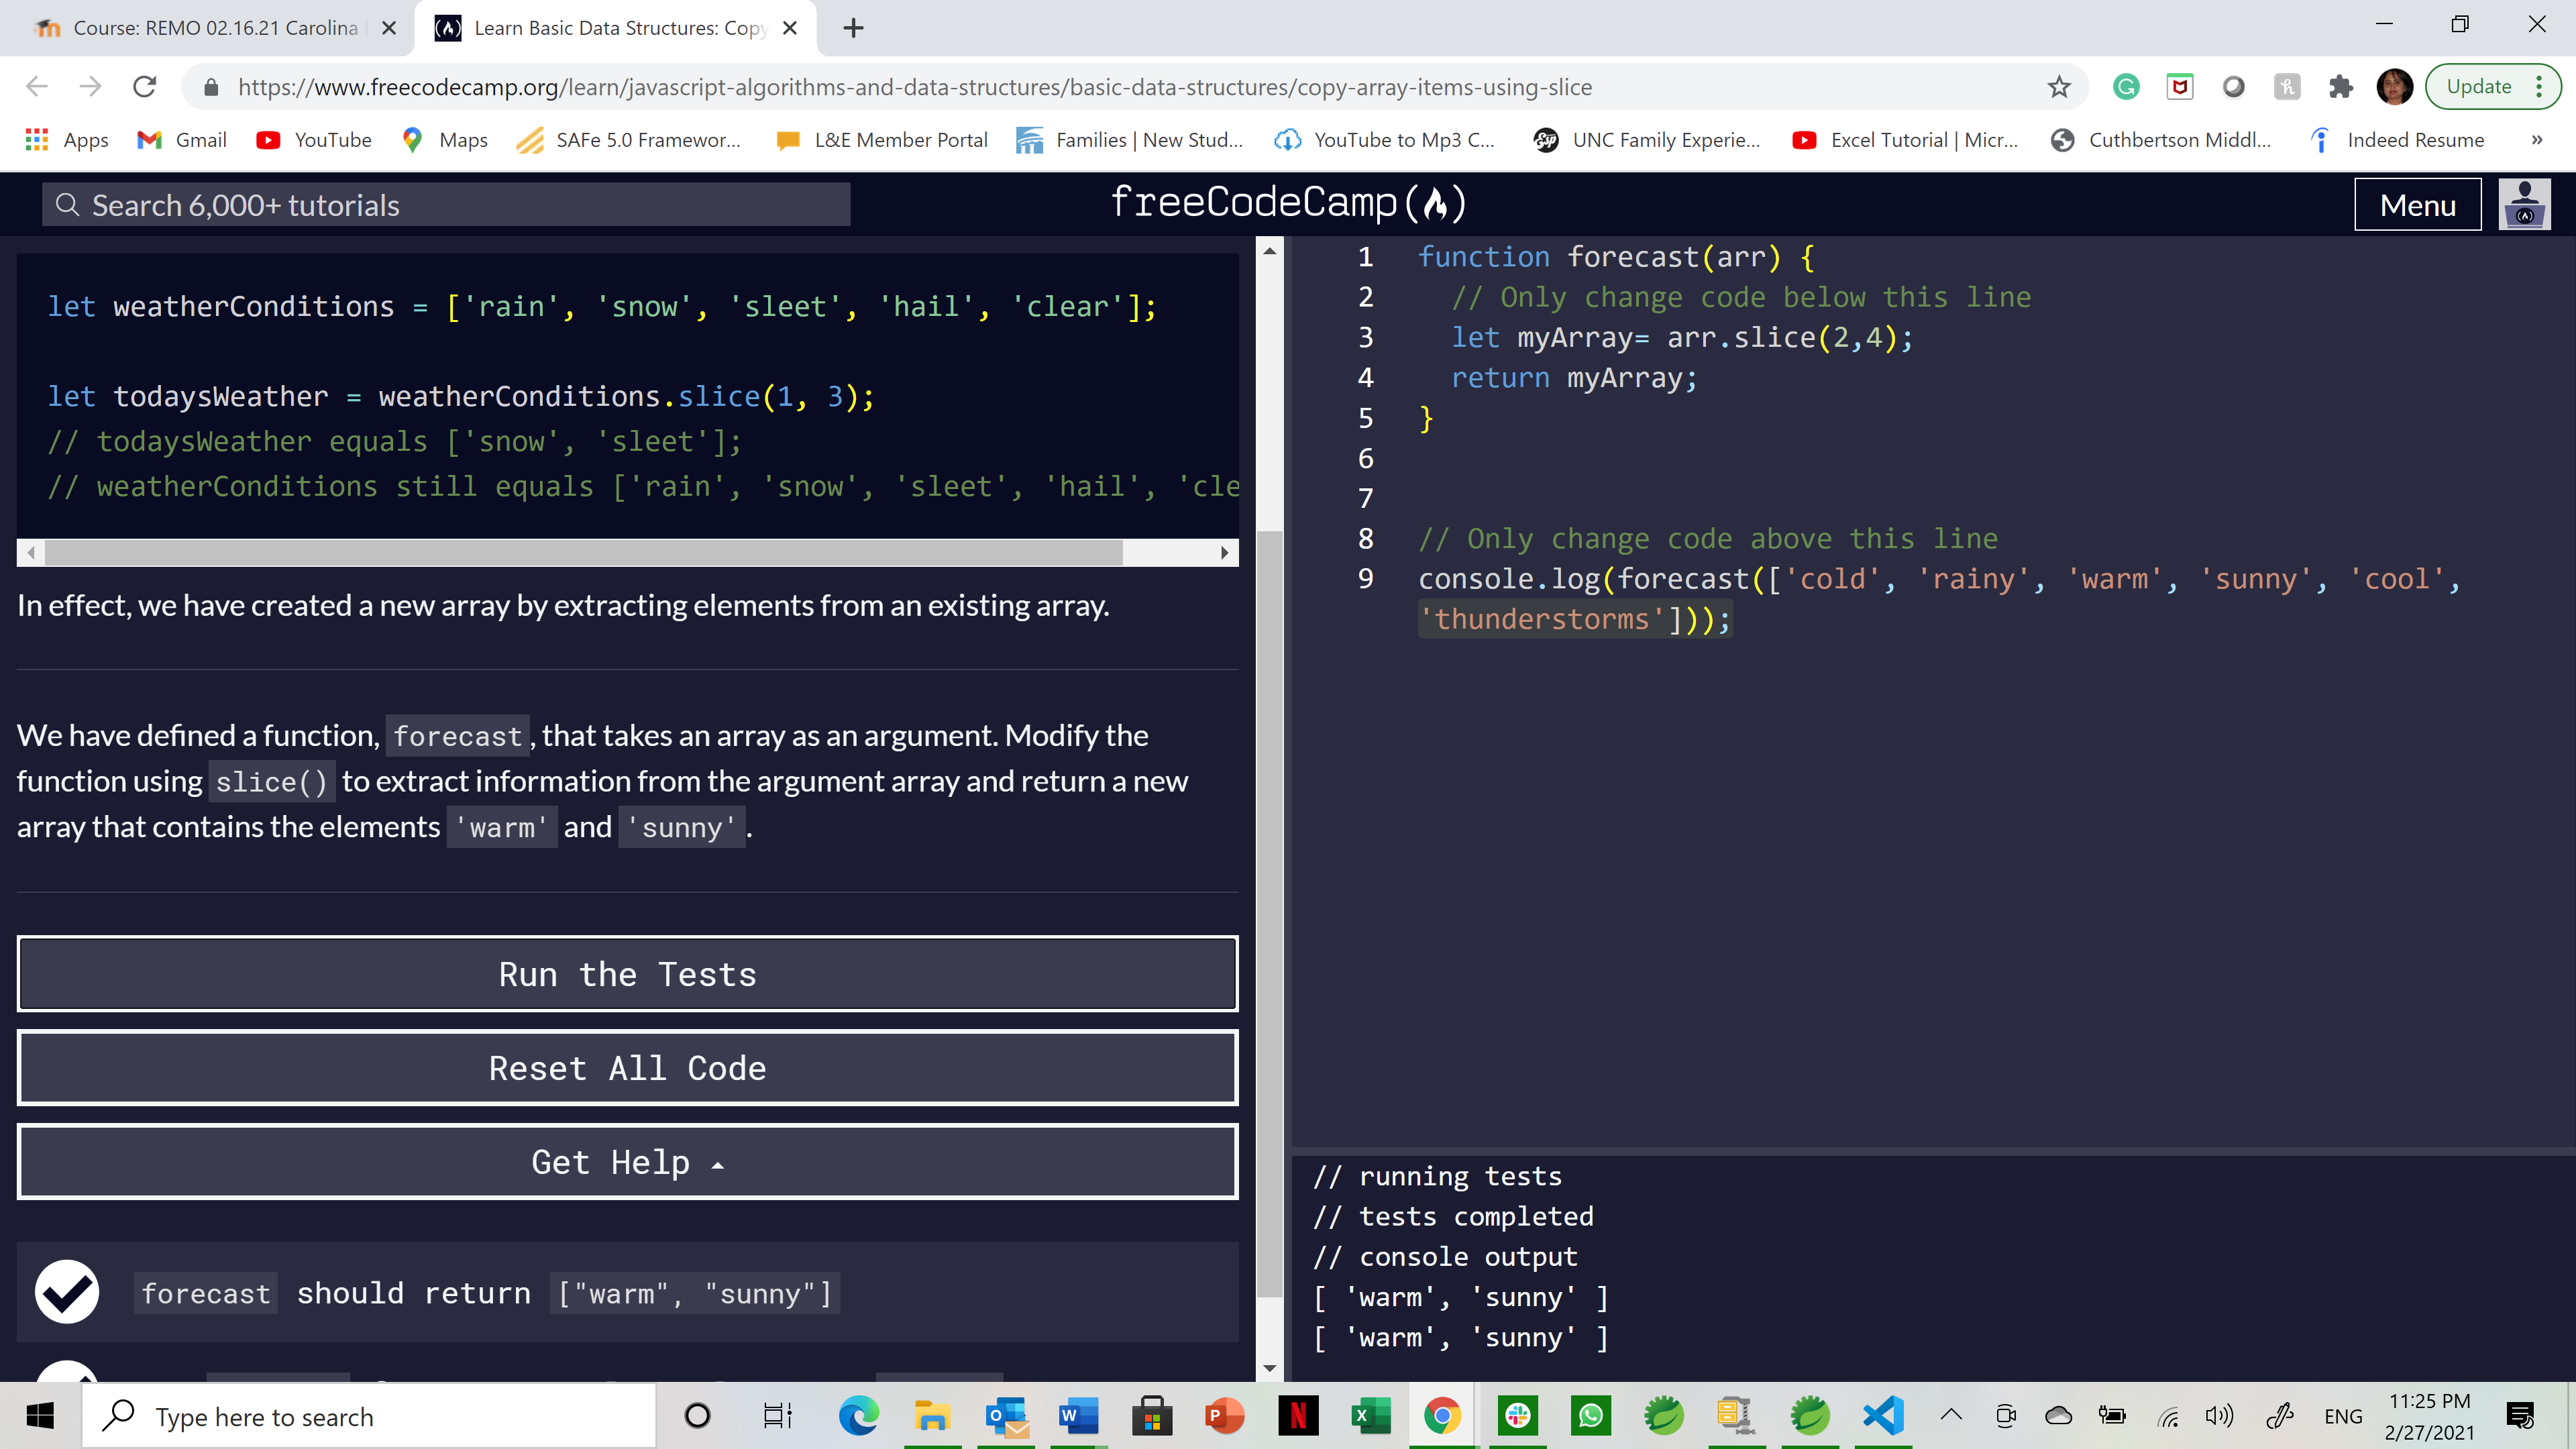 Course: REMO 02.16.21 Carolina
Learn Basic Data Structures: Copy
https://www.freecodecamp.org/learn/javascript-algorithms-and-data-structures/basic-data-structures/copy-array-items-using-slice
Update
Apps
Gmail
YouTube
Maps
SAFe 5.0 Framewor...
L&E Member Portal
Families | New Stud...
YouTube to Mp3 C...
UNC Family Experie...
Excel Tutorial | Micr...
Cuthbertson Middl...
Indeed Resume
»
Search 6,000+ tutorials
freeCodeCamp(
)
Menu
let weatherConditions = ['rain', 'snow', 'sleet', 'hail', 'clear'];
let todaysWeather = weatherConditions.slice(1, 3);
// todaysWeather equals ['snow', 'sleet'];
// weatherConditions still equals ['rain', 'snow', 'sleet', 'hail', 'cle
In effect, we have created a new array by extracting elements from an existing array.
We have defined a function, forecast, that takes an array as an argument. Modify the
function using slice() to extract information from the argument array and return a new
array that contains the elements 'warm' and 'sunny'.
Run the Tests
Reset All Code
Get Help
forecast should return ["warm", "sunny"]
1 function forecast(arr) {
2 // Only change code below this line
3 let myArray= arr.slice(2,4);
4 return myArray;
5 }
6
7
8 // Only change code above this line
9 console.log(forecast(['cold', 'rainy', 'warm', 'sunny', 'cool',
'thunderstorms']));
// running tests
// tests completed
// console output
[ 'warm', 'sunny' ]
[ 'warm', 'sunny' ]
Type here to search
ENG
11:25 PM
2/27/2021